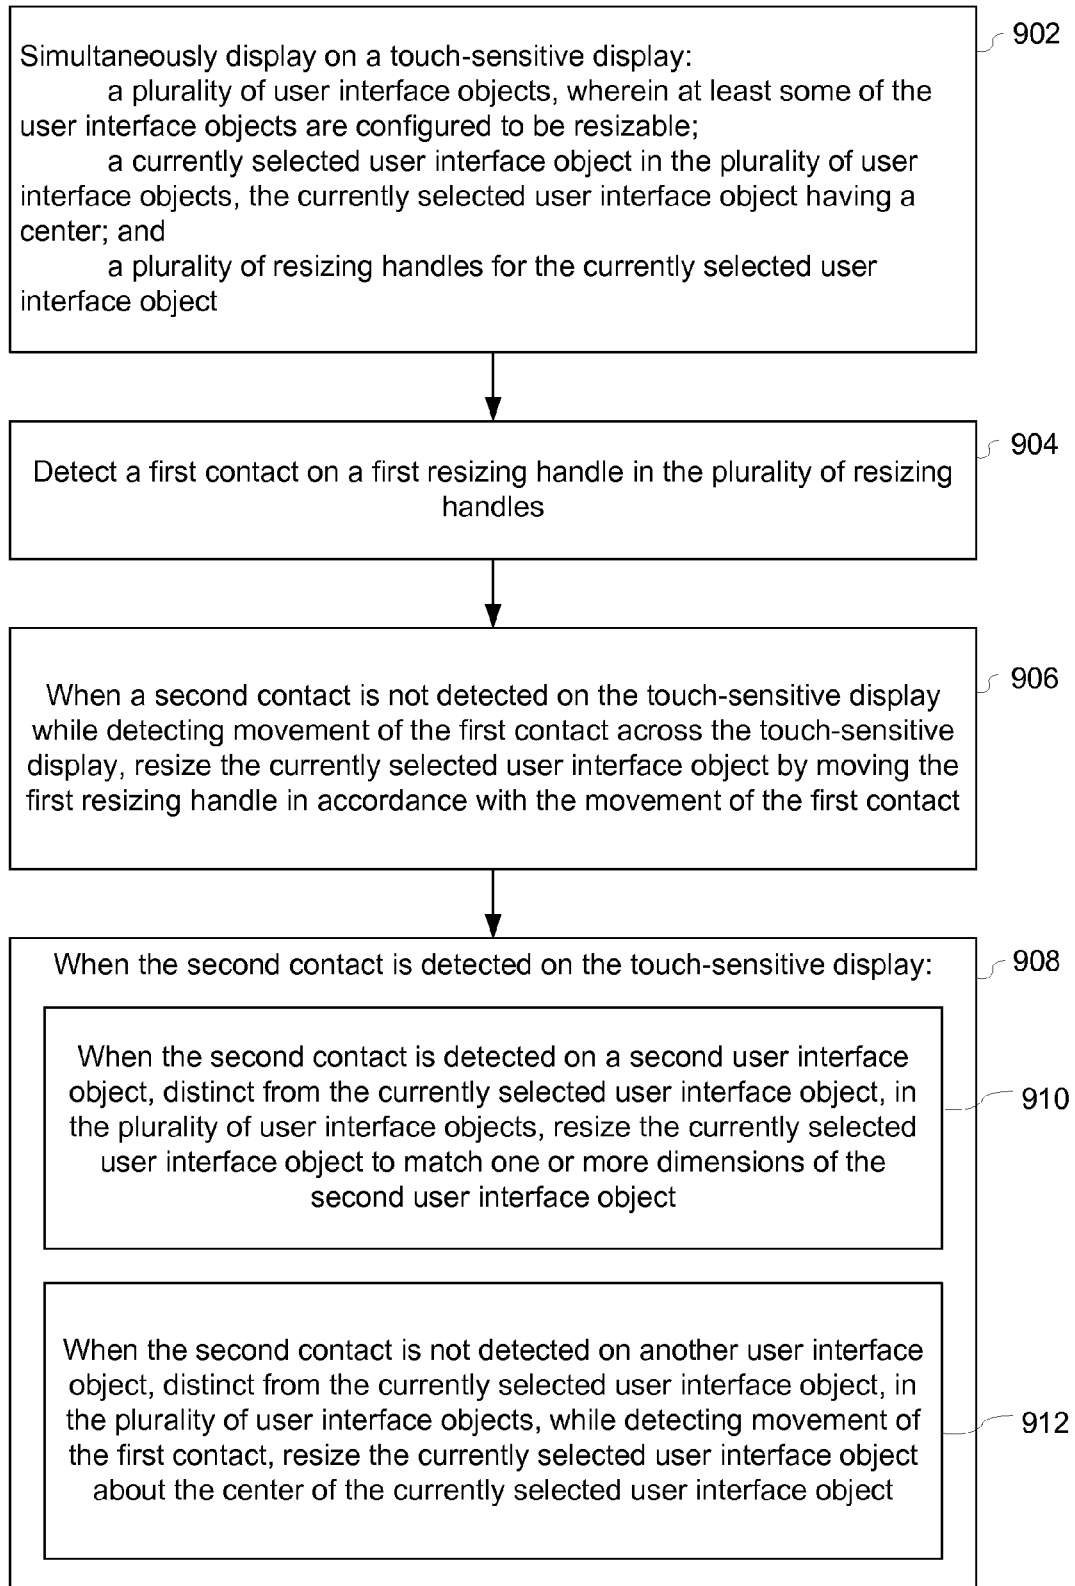 Simultaneously display on a touch-sensitive display:
a plurality of user interface objects, wherein at least some of the
user interface objects are configured to be resizable;
a currently selected user interface object in the plurality of user
interface objects, the currently selected user interface object having a
center; and
a plurality of resizing handles for the currently selected user
interface object
902
Detect a first contact on a first resizing handle in the plurality of resizing
handles
904
When a second contact is not detected on the touch-sensitive display
while detecting movement of the first contact across the touch-sensitive
display, resize the currently selected user interface object by moving the
first resizing handle in accordance with the movement of the first contact
906
When the second contact is detected on the touch-sensitive display:
908
When the second contact is detected on a second user interface
object, distinct from the currently selected user interface object, in
the plurality of user interface objects, resize the currently selected
user interface object to match one or more dimensions of the
second user interface object
910
When the second contact is not detected on another user interface
object, distinct from the currently selected user interface object, in
the plurality of user interface objects, while detecting movement of
the first contact, resize the currently selected user interface object
about the center of the currently selected user interface object
912